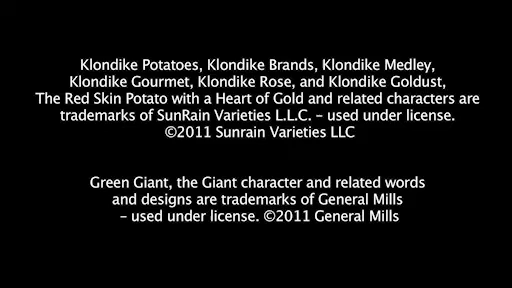 Klondike Potatoes, Klondike Brands, Klondike Medley,
Klondike Gourmet, Klondike Rose, and Klondike Goldust,
The Red Skin Potato with a Heart of Gold and related characters are
trademarks of SunRain Varieties L.L.C. – used under license.
©2011 Sunrain Varieties LLC
Green Giant, the Giant character and related words
and designs are trademarks of General Mills
– used under license. ©2011 General Mills